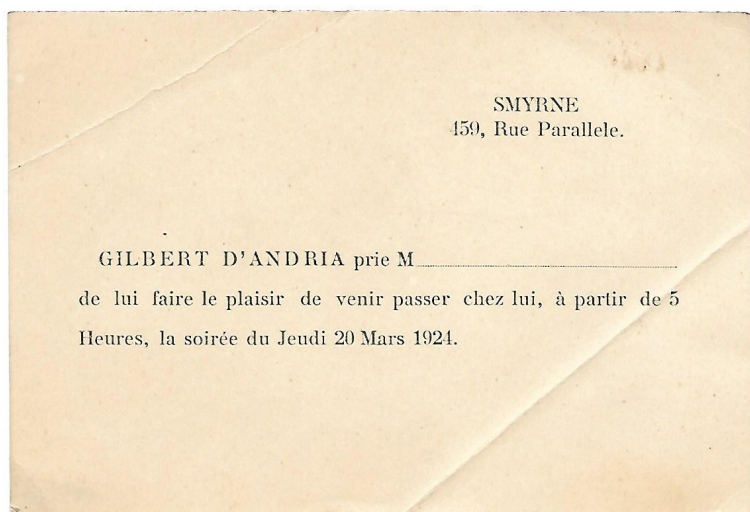 SMYRNE
159, Rue Parallele.
GILBERT D'ANDRIA prie M
de lui faire le plaisir de venir passer chez lui, à partir de 5
Heures, la soirée du Jeudi 20 Mars 1924.